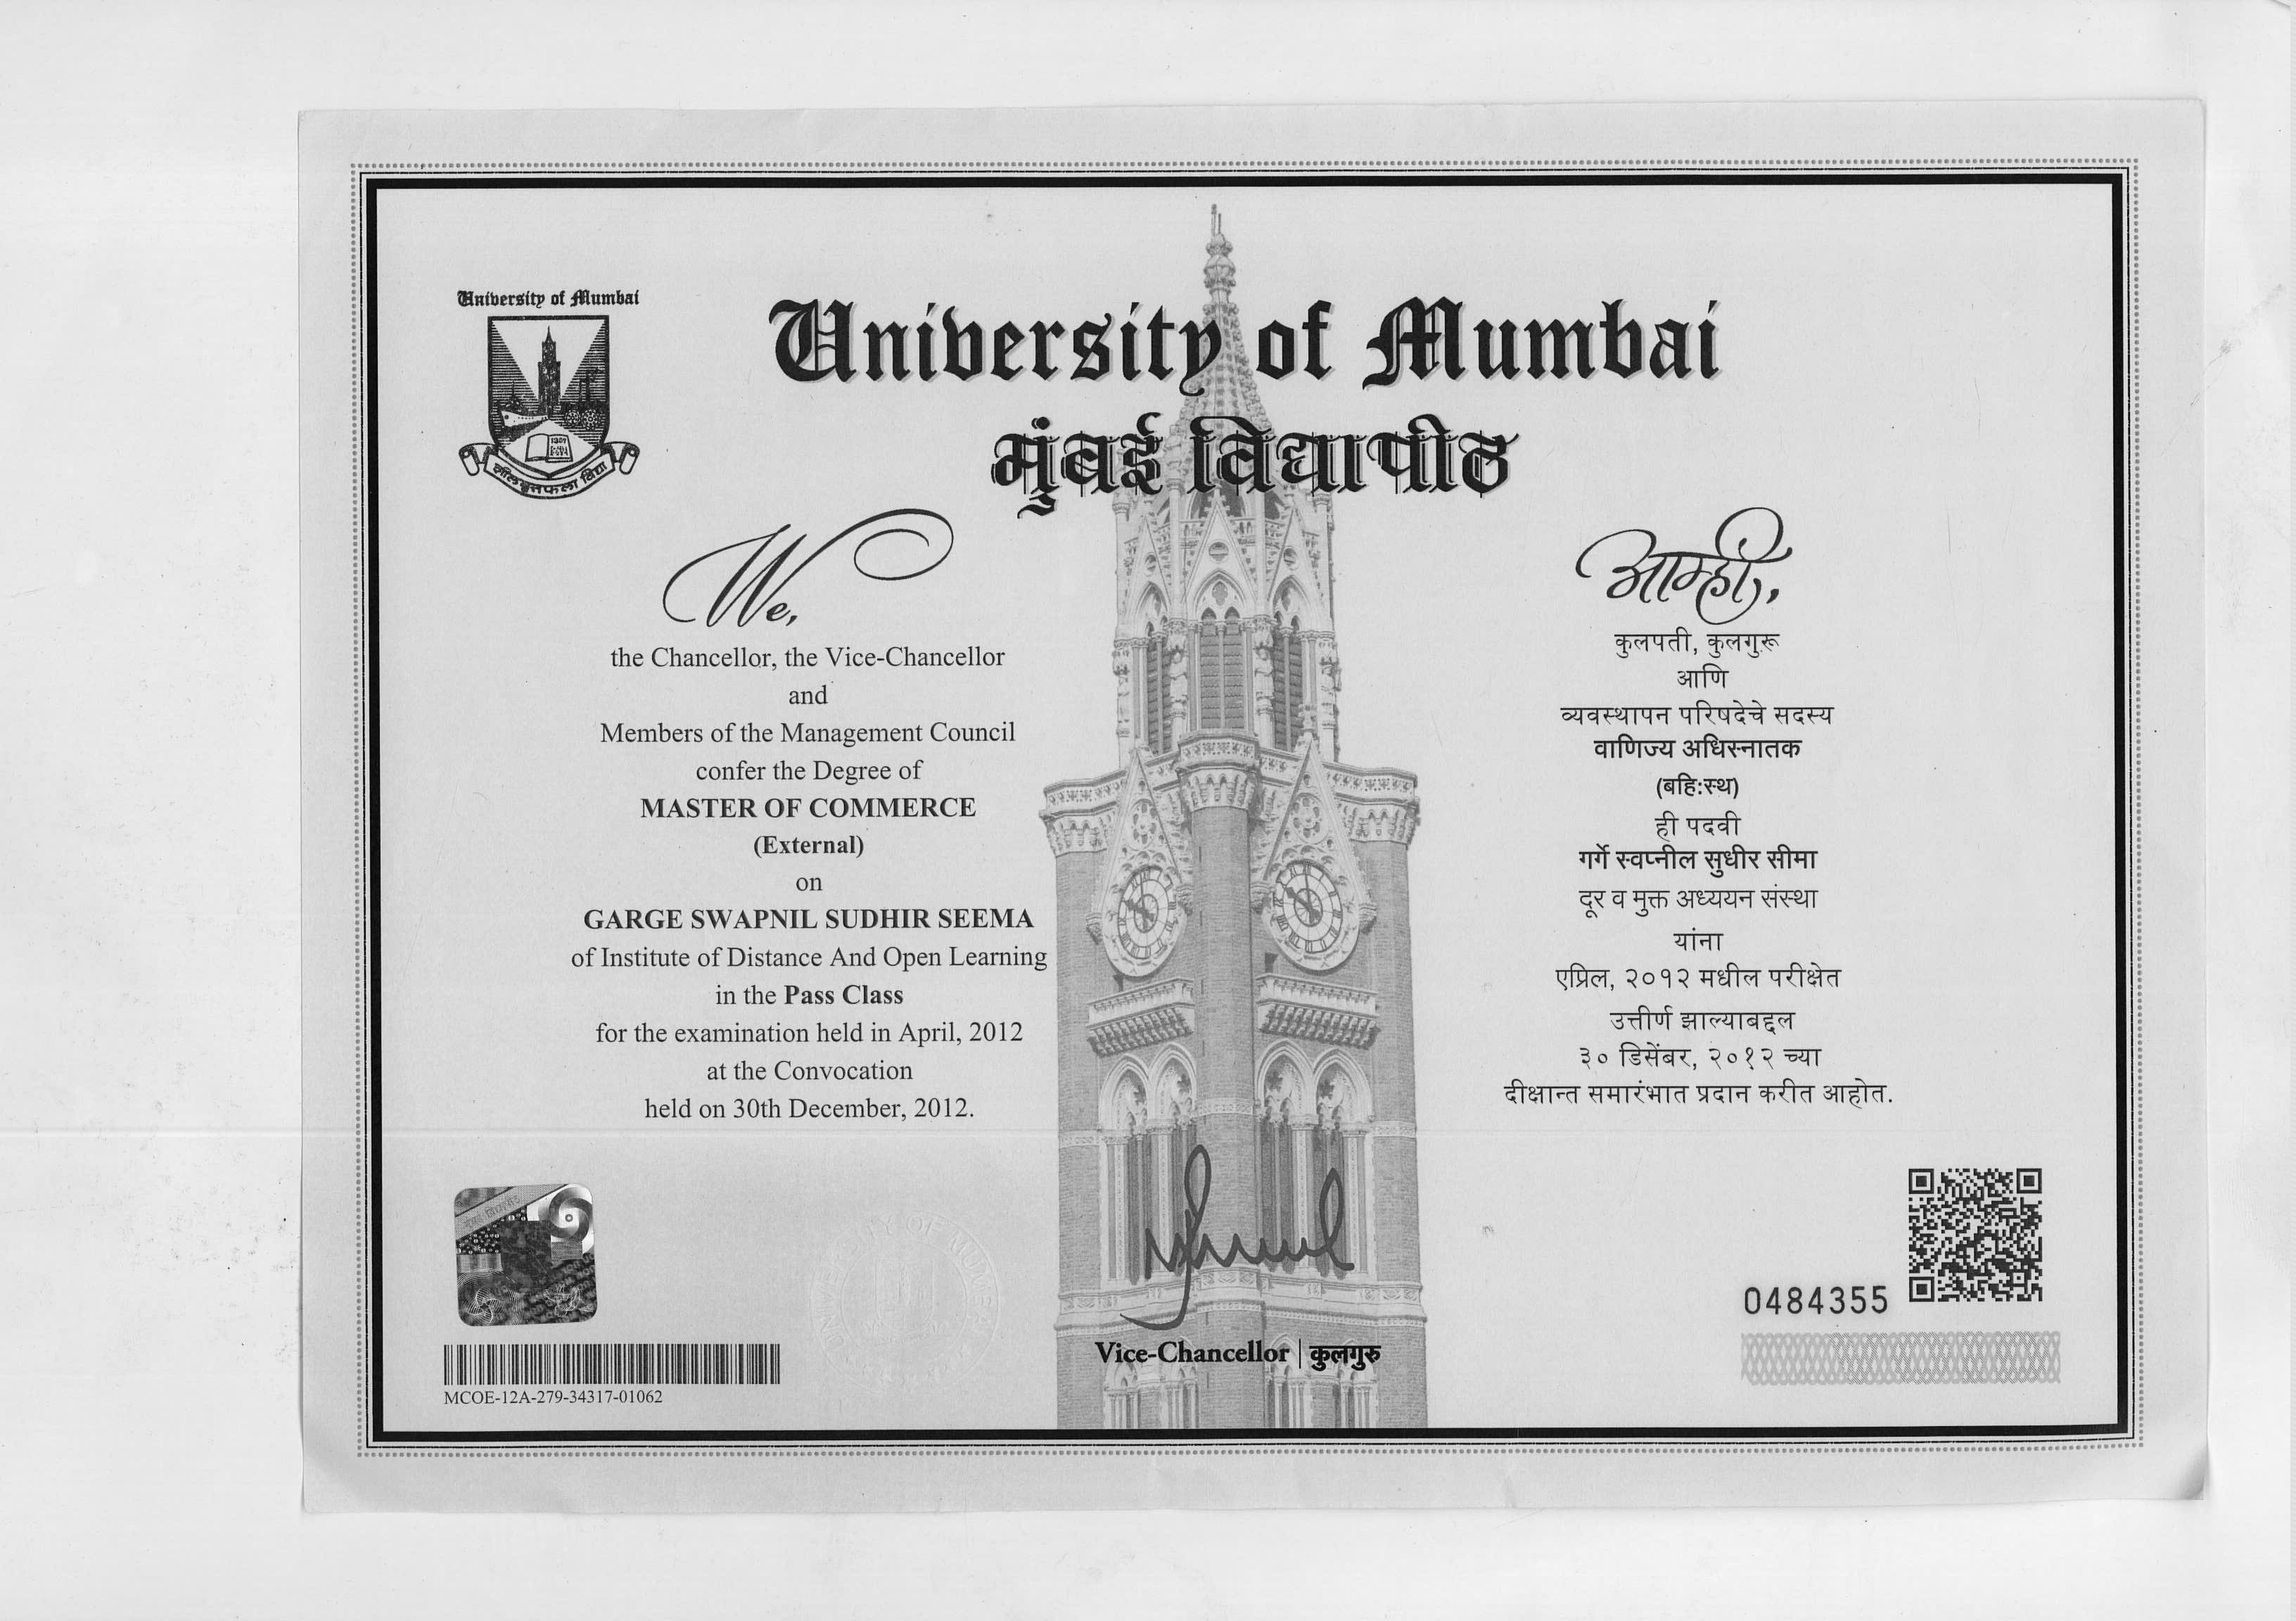 University of Mumbai
शीलवृत्तफला विद्या
University of Mumbai
मुंबई विद्यापीठ
We,
the Chancellor, the Vice-Chancellor
and
Members of the Management Council
confer the Degree of
MASTER OF COMMERCE
(External)
on
GARGE SWAPNIL SUDHIR SEEMA
of Institute of Distance And Open Learning
in the Pass Class
for the examination held in April, 2012
at the Convocation
held on 30th December, 2012.
आम्ही,
कुलपती, कुलगुरू
आणि
व्यवस्थापन परिषदेचे सदस्य
वाणिज्य अधिस्नातक
(बहि:स्थ)
ही पदवी
गर्गे स्वप्नील सुधीर सीमा
दूर व मुक्त अध्ययन संस्था
यांना
एप्रिल, २०१२ मधील परीक्षेत
उत्तीर्ण झाल्याबद्दल
३० डिसेंबर, २०१२ च्या
दीक्षान्त समारंभात प्रदान करीत आहोत.
UNIVERSITY OF MUMBAI
MCOE-12A-279-34317-01062
Vice-Chancellor | कुलगुरु
0484355